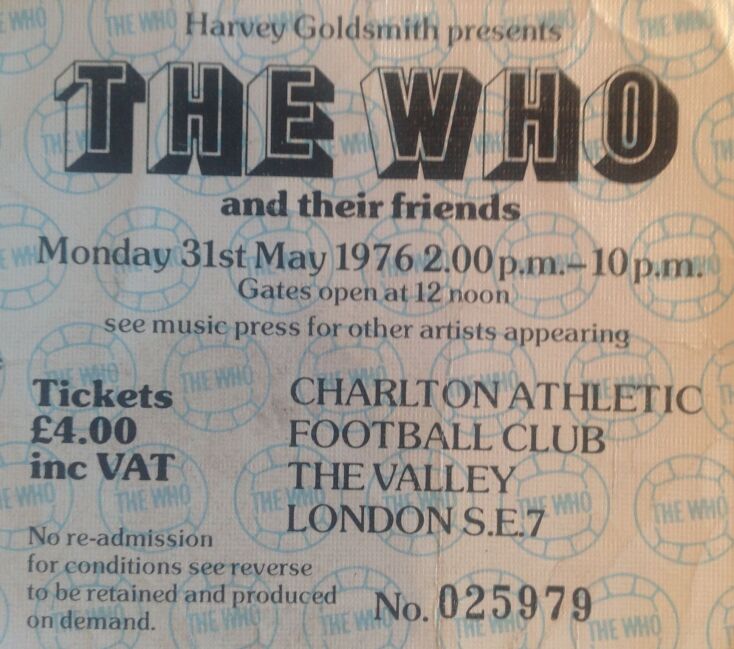 Harvey Goldsmith presents
THE WHO
and their friends
Monday 31st May 1976 2.00p.m.–10p.m.
Gates open at 12 noon
see music press for other artists appearing
Tickets
£4.00
inc VAT
CHARLTON ATHLETIC
FOOTBALL CLUB
THE VALLEY
LONDON S.E.7
No re-admission
for conditions see reverse
to be retained and produced
on demand.
No. 025979